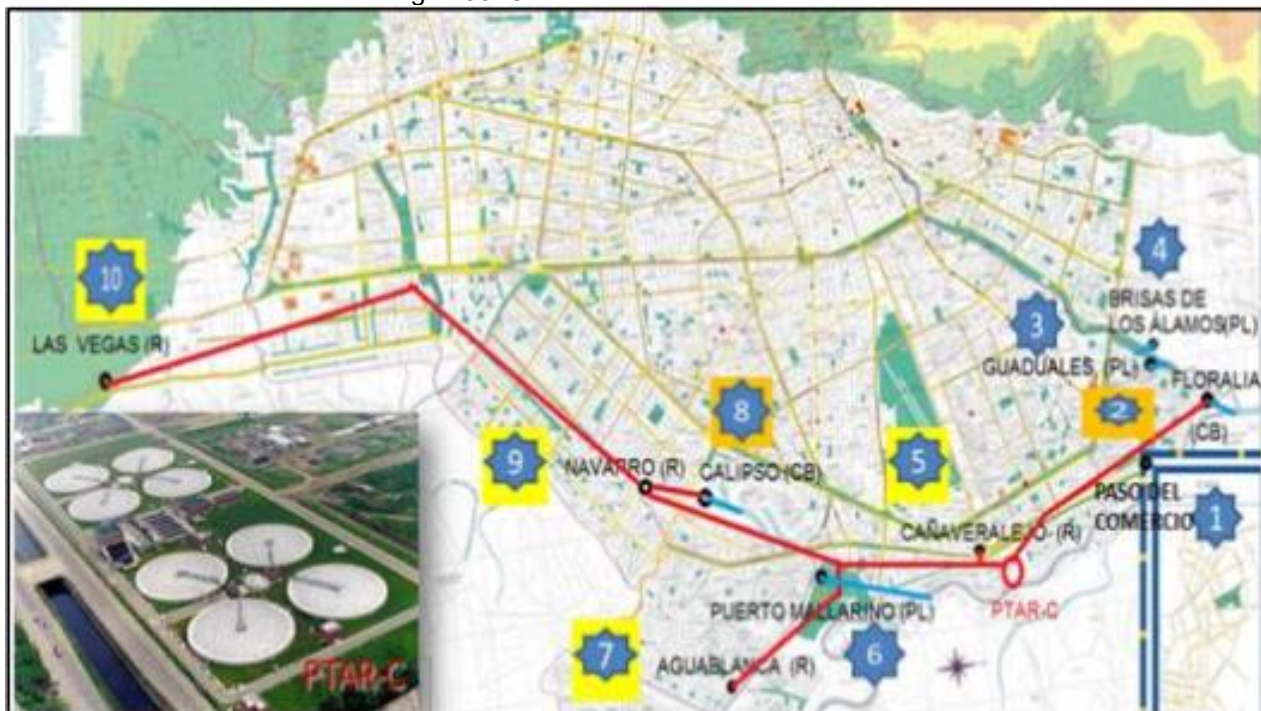 10
LAS VEGAS (R)
4
BRISAS DE
LOS ÁLAMOS(PL)
3
GUADUALES (PL)
FLORALIA
(CB)
2
8
9
NAVARRO (R)
CALIPSO (CB)
5
PASO DEL
COMERCIO
1
CAÑAVERALEJO (R)
PUERTO MALLARINO (PL)
PTAR-C
7
AGUABLANCA (R)
6
PTAR-C